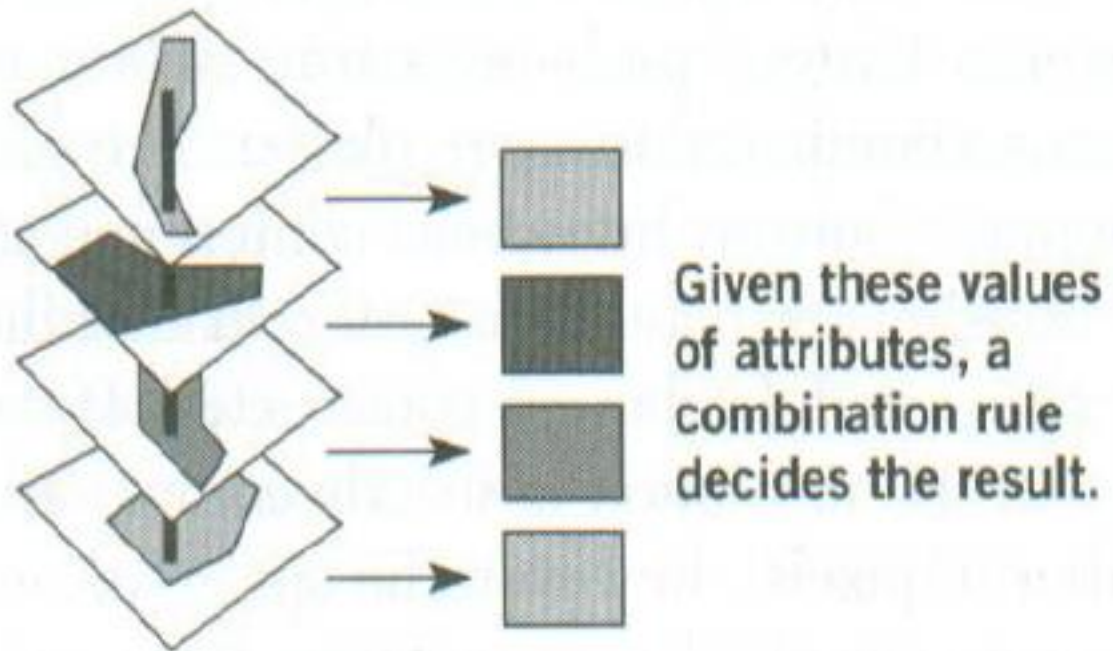 Given these values
of attributes, a
combination rule
decides the result.